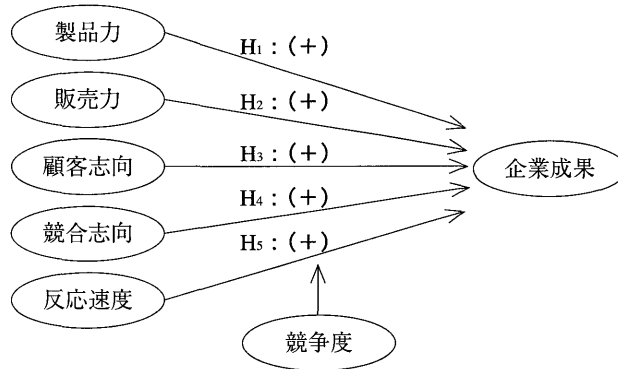 製品力
H₁：(＋)
販売力
H₂：(＋)
顧客志向
H₃：(＋)
企業成果
競合志向
H₄：(＋)
H₅：(＋)
反応速度
競争度